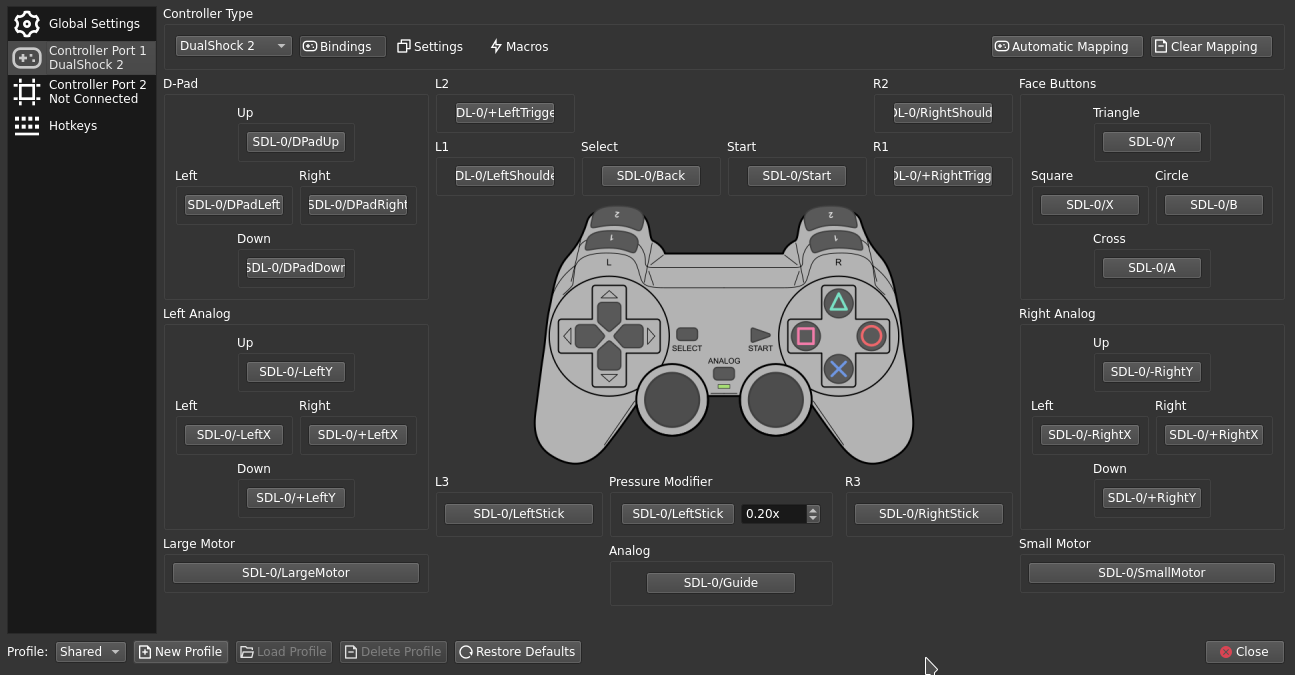 Global Settings
Controller Port 1
DualShock 2
Controller Port 2
Not Connected
Hotkeys
Controller Type
DualShock 2
Bindings
Settings
Macros
Automatic Mapping
Clear Mapping
D-Pad
Up
SDL-0/DPadUp
Left
Right
SDL-0/DPadLeft
SDL-0/DPadRight
Down
SDL-0/DPadDown
Left Analog
Up
SDL-0/-LeftY
Left
Right
SDL-0/-LeftX
SDL-0/+LeftX
Down
SDL-0/+LeftY
Large Motor
SDL-0/LargeMotor
L2
DL-0/+LeftTrigge
R2
DL-0/RightShould
L1
Select
Start
R1
DL-0/LeftShoulde
SDL-0/Back
SDL-0/Start
DL-0/+RightTrigg
2
2
1
1
L
R
SELECT
START
ANALOG
L3
Pressure Modifier
R3
SDL-0/LeftStick
SDL-0/LeftStick
0.20x
SDL-0/RightStick
Analog
SDL-0/Guide
Face Buttons
Triangle
SDL-0/Y
Square
Circle
SDL-0/X
SDL-0/B
Cross
SDL-0/A
Right Analog
Up
SDL-0/-RightY
Left
Right
SDL-0/-RightX
SDL-0/+RightX
Down
SDL-0/+RightY
Small Motor
SDL-0/SmallMotor
Profile:
Shared
New Profile
Load Profile
Delete Profile
Restore Defaults
Close